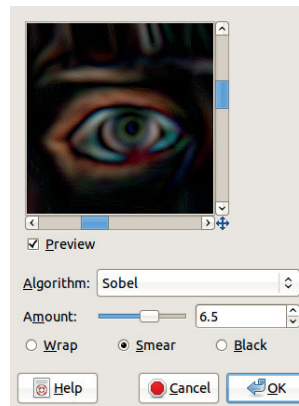 Preview
Algorithm: Sobel
Amount: 6.5
Wrap Smear Black
Help Cancel OK